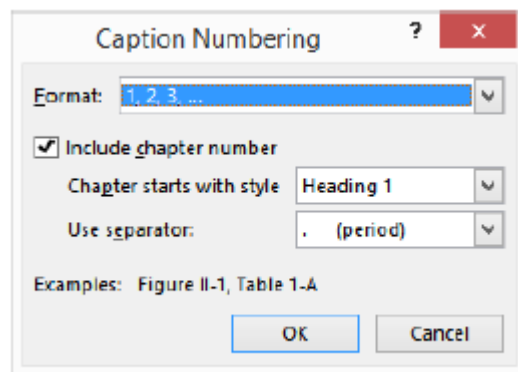 Caption Numbering ? ×
Format: 1, 2, 3, ...
Include chapter number
Chapter starts with style Heading 1
Use separator: . (period)
Examples: Figure II-1, Table 1-A
OK Cancel